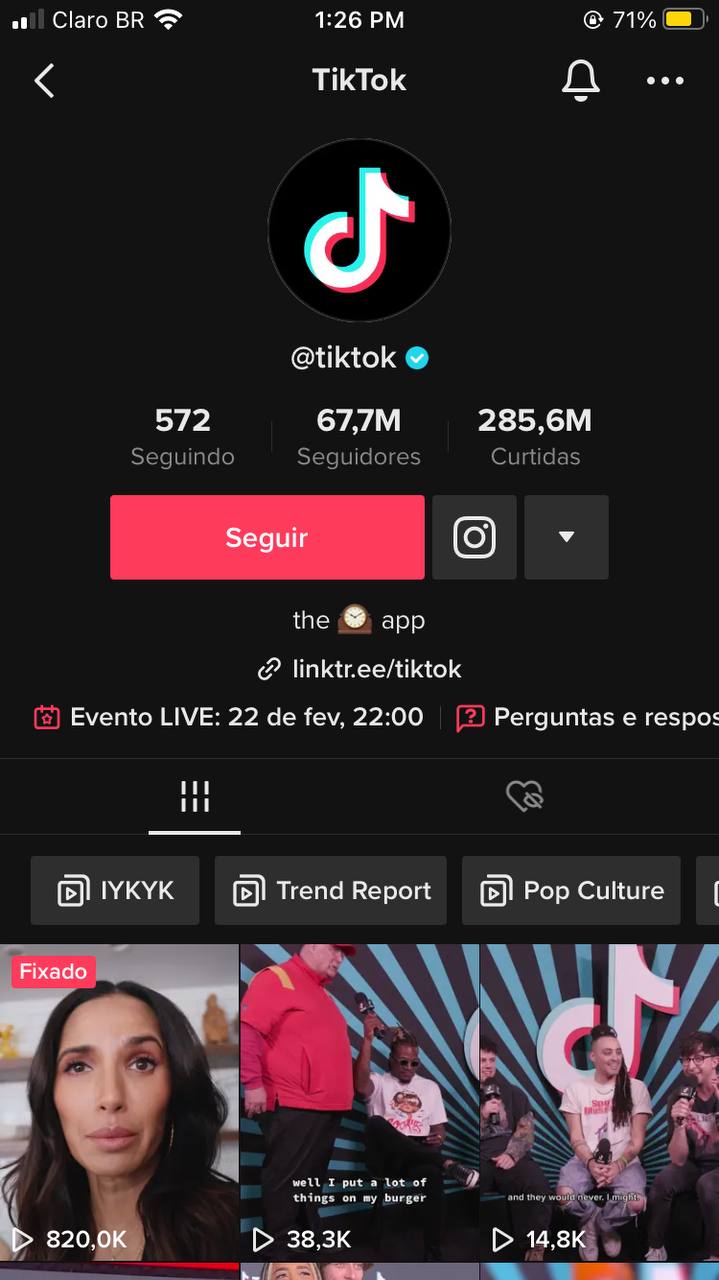 Claro BR
1:26 PM
71%
TikTok
@tiktok
572
67,7M
285,6M
Seguindo
Seguidores
Curtidas
Seguir
the 🕰️ app
linktr.ee/tiktok
Evento LIVE: 22 de fev, 22:00
Perguntas e respos
IYKYK
Trend Report
Pop Culture
Fixado
well I put a lot of
things on my burger
and they would never. I might.
820,0K
38,3K
14,8K